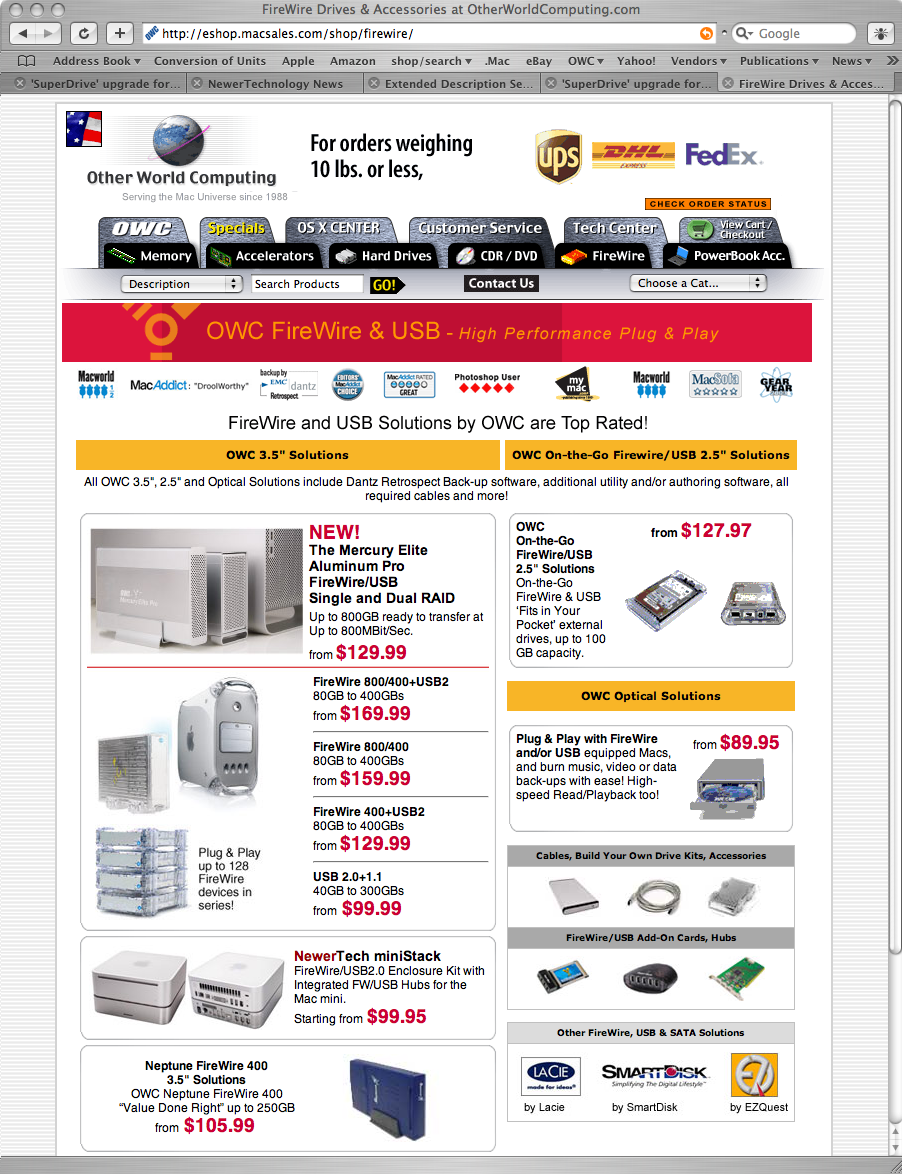 FireWire Drives & Accessories at OtherWorldComputing.com
http://eshop.macsales.com/shop/firewire/
Google
Address Book Conversion of Units Apple Amazon shop/search .Mac eBay OWC Yahoo! Vendors Publications News
'SuperDrive' upgrade for... NewerTechnology News Extended Description Se... 'SuperDrive' upgrade for... FireWire Drives & Acces...
For orders weighing
10 lbs. or less,
ups
DHL
EXPRESS
FedEx
Other World Computing
Serving the Mac Universe since 1988
CHECK ORDER STATUS
OWC Specials OS X CENTER Customer Service Tech Center View Cart /
Checkout
Memory Accelerators Hard Drives CDR / DVD FireWire PowerBook Acc.
Description Search Products GO! Contact Us Choose a Cat...
OWC FireWire & USB - High Performance Plug & Play
Macworld
MacAddict: "DroolWorthy"
backup by
EMC
dantz
Retrospect
EDITORS'
MacAddict
CHOICE
MacAddict RATED
GREAT
Photoshop User
my
mac
Macworld
MacSofa
GEAR
YEAR
FireWire and USB Solutions by OWC are Top Rated!
OWC 3.5" Solutions
OWC On-the-Go Firewire/USB 2.5" Solutions
All OWC 3.5", 2.5" and Optical Solutions include Dantz Retrospect Back-up software, additional utility and/or authoring software, all
required cables and more!
NEW!
The Mercury Elite
Aluminum Pro
FireWire/USB
Single and Dual RAID
Up to 800GB ready to transfer at
Up to 800MBit/Sec.
from $129.99
FireWire 800/400+USB2
80GB to 400GBs
from $169.99
FireWire 800/400
80GB to 400GBs
from $159.99
FireWire 400+USB2
80GB to 400GBs
from $129.99
USB 2.0+1.1
40GB to 300GBs
from $99.99
Plug & Play
up to 128
FireWire
devices in
series!
NewerTech miniStack
FireWire/USB2.0 Enclosure Kit with
Integrated FW/USB Hubs for the
Mac mini.
Starting from $99.95
Neptune FireWire 400
3.5" Solutions
OWC Neptune FireWire 400
“Value Done Right” up to 250GB
from $105.99
OWC
On-the-Go
FireWire/USB
2.5" Solutions
On-the-Go
FireWire & USB
'Fits in Your
Pocket' external
drives, up to 100
GB capacity.
from $127.97
OWC Optical Solutions
Plug & Play with FireWire
and/or USB equipped Macs,
and burn music, video or data
back-ups with ease! High-
speed Read/Playback too!
from $89.95
Cables, Build Your Own Drive Kits, Accessories
FireWire/USB Add-On Cards, Hubs
Other FireWire, USB & SATA Solutions
LACIE
made for ideas
SMARTDISK
Simplifying The Digital Lifestyle
EZ
by Lacie by SmartDisk by EZQuest